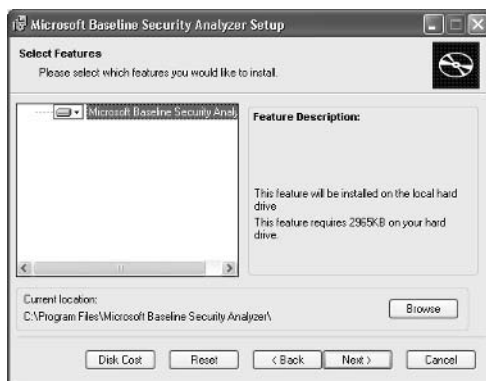 Microsoft Baseline Security Analyzer Setup
Select Features
Please select which features you would like to install.
Microsoft Baseline Security Analy
Feature Description:
This feature will be installed on the local hard
drive
This feature requires 2965KB on your hard
drive.
Current location:
C:\Program Files\Microsoft Baseline Security Analyzer\
Browse
Disk Cost
Reset
< Back
Next >
Cancel